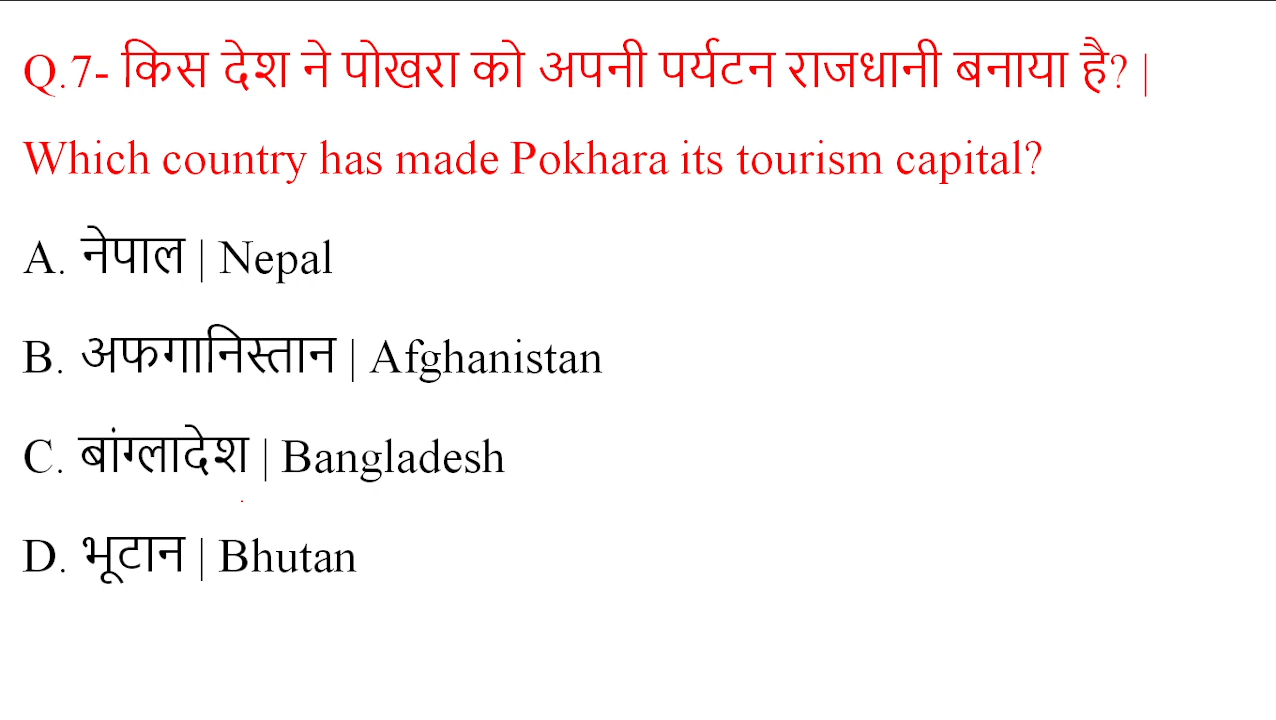 Q.7- किस देश ने पोखरा को अपनी पर्यटन राजधानी बनाया है? |
Which country has made Pokhara its tourism capital?
A. नेपाल | Nepal
B. अफगानिस्तान | Afghanistan
C. बांग्लादेश | Bangladesh
D. भूटान | Bhutan